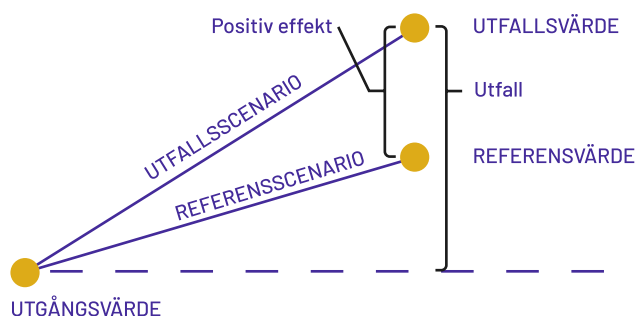 Positiv effekt
UTFALLSVÄRDE
UTFALLSSCENARIO
Utfall
REFERENSSCENARIO
REFERENSVÄRDE
UTGÅNGSVÄRDE